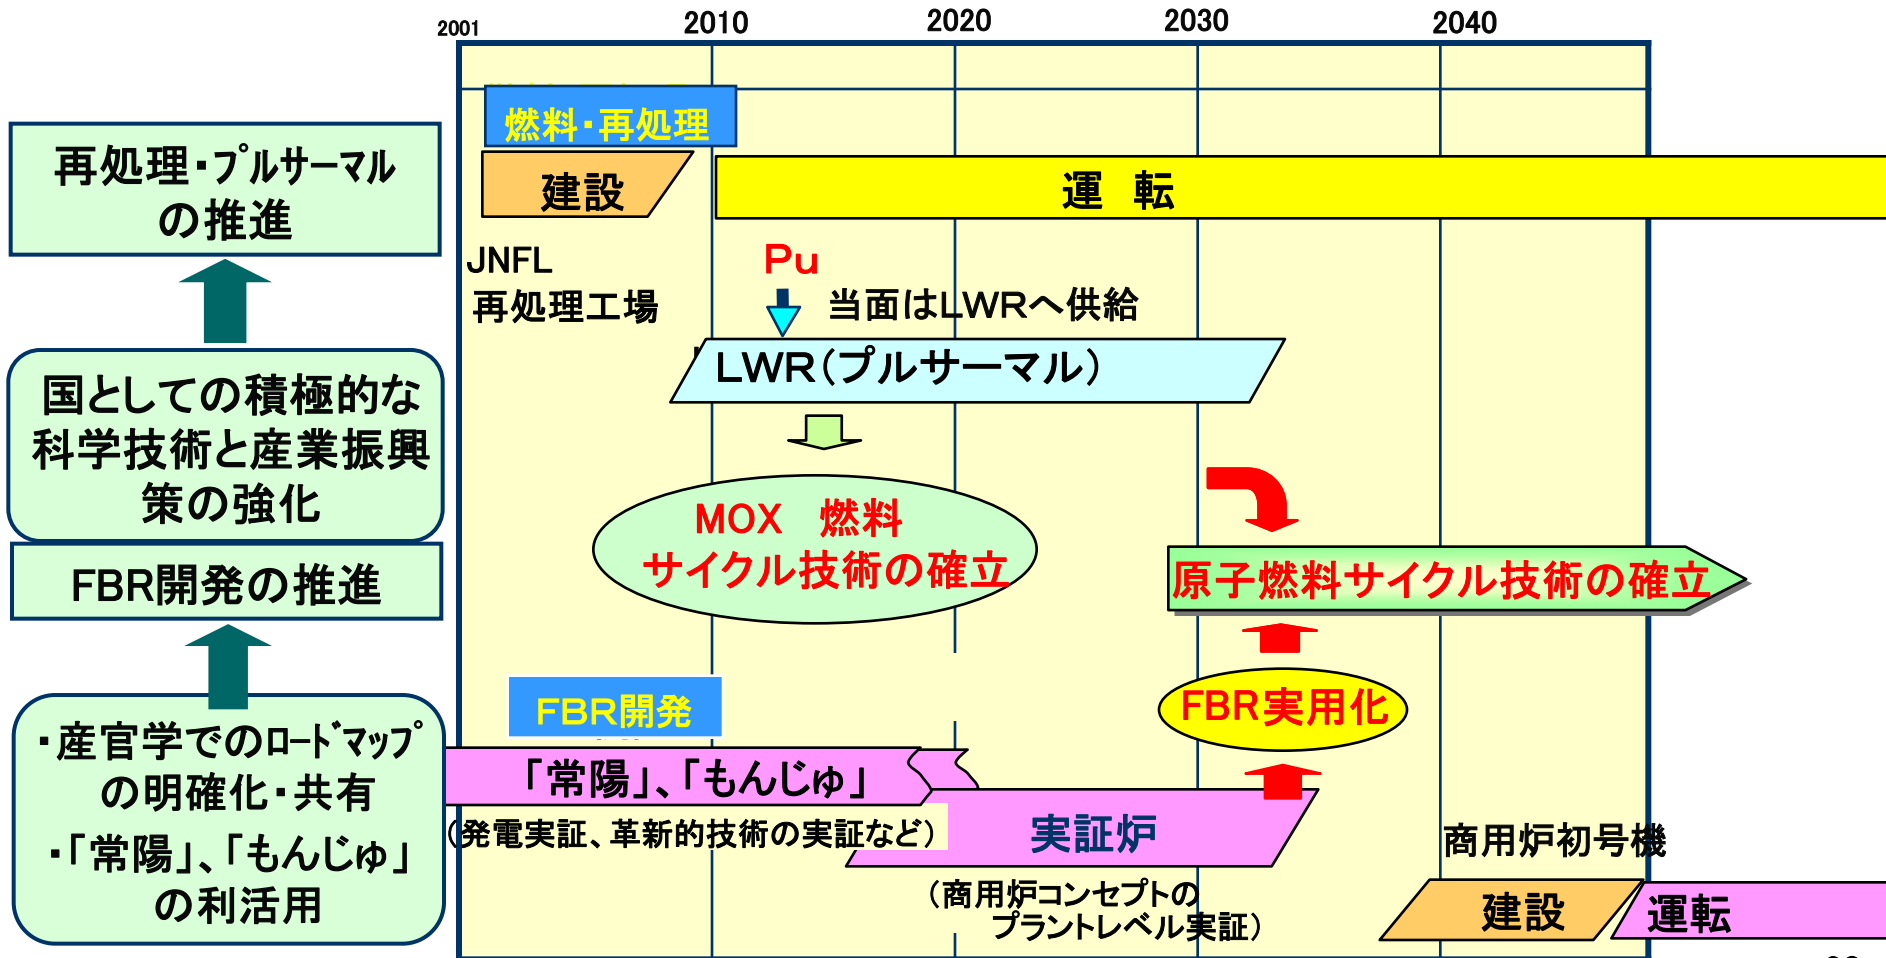 2001
2010
2020
2030
2040
燃料・再処理
建設
運 転
再処理・プルサーマル
の推進
JNFL
再処理工場
Pu
当面はLWRへ供給
LWR(プルサーマル)
国としての積極的な
科学技術と産業振興
策の強化
MOX 燃料
サイクル技術の確立
原子燃料サイクル技術の確立
FBR開発の推進
FBR開発
FBR実用化
・産官学でのロードマップ
の明確化・共有
・「常陽」、「もんじゅ」
の利活用
「常陽」、「もんじゅ」
(発電実証、革新的技術の実証など)
実証炉
(商用炉コンセプトの
プラントレベル実証)
商用炉初号機
建設
運転